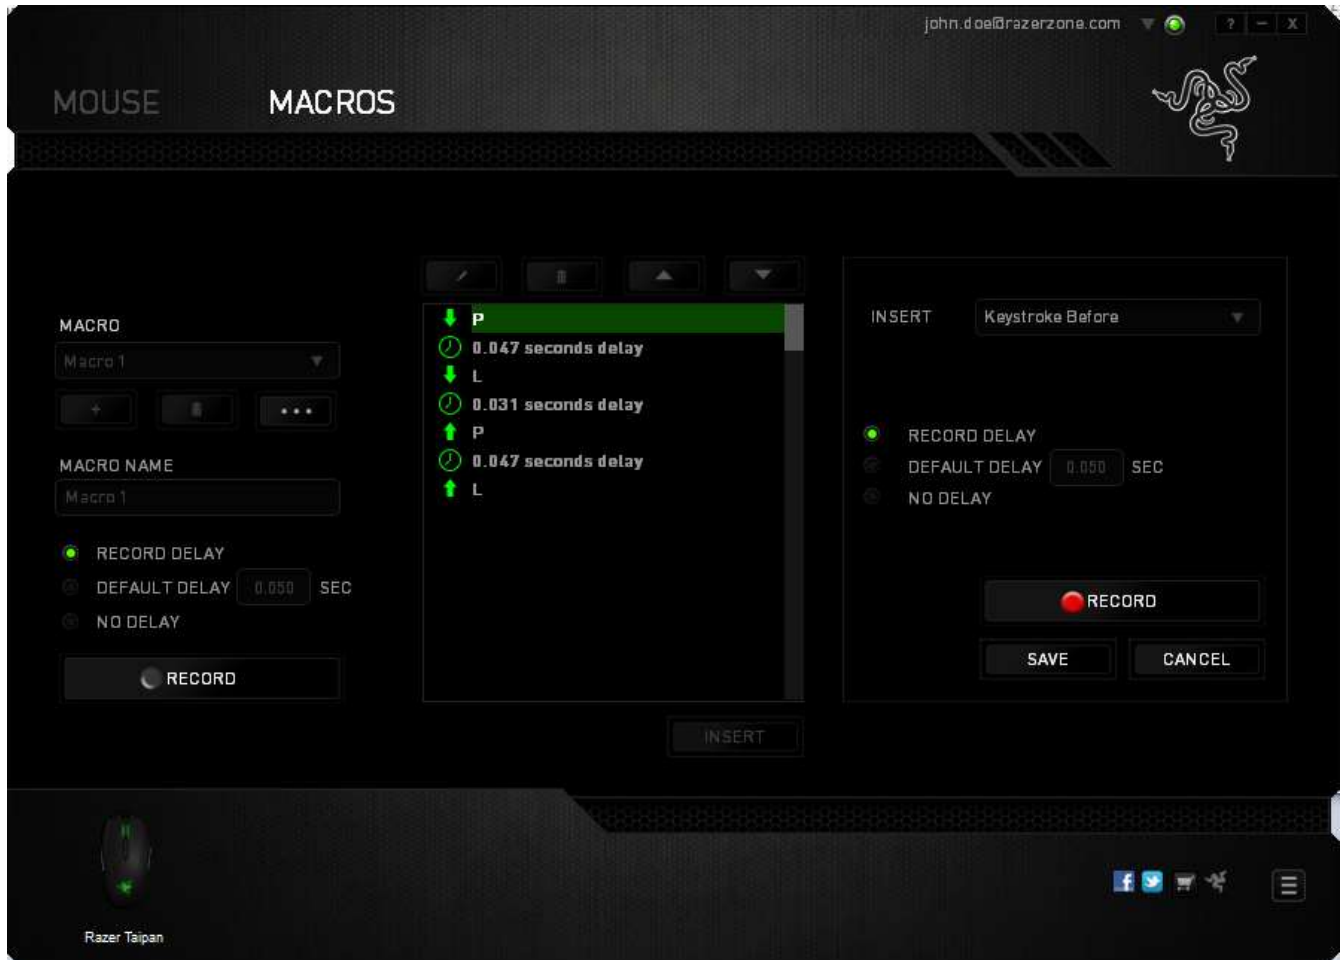 john.doe@razerzone.com
? – X
MOUSE
MACROS
MACRO
Macro 1
+
•••
MACRO NAME
Macro 1
RECORD DELAY
DEFAULT DELAY 0.050 SEC
NO DELAY
RECORD
P
0.047 seconds delay
L
0.031 seconds delay
P
0.047 seconds delay
L
INSERT
INSERT Keystroke Before
RECORD DELAY
DEFAULT DELAY 0.050 SEC
NO DELAY
RECORD
SAVE CANCEL
f
Razer Taipan